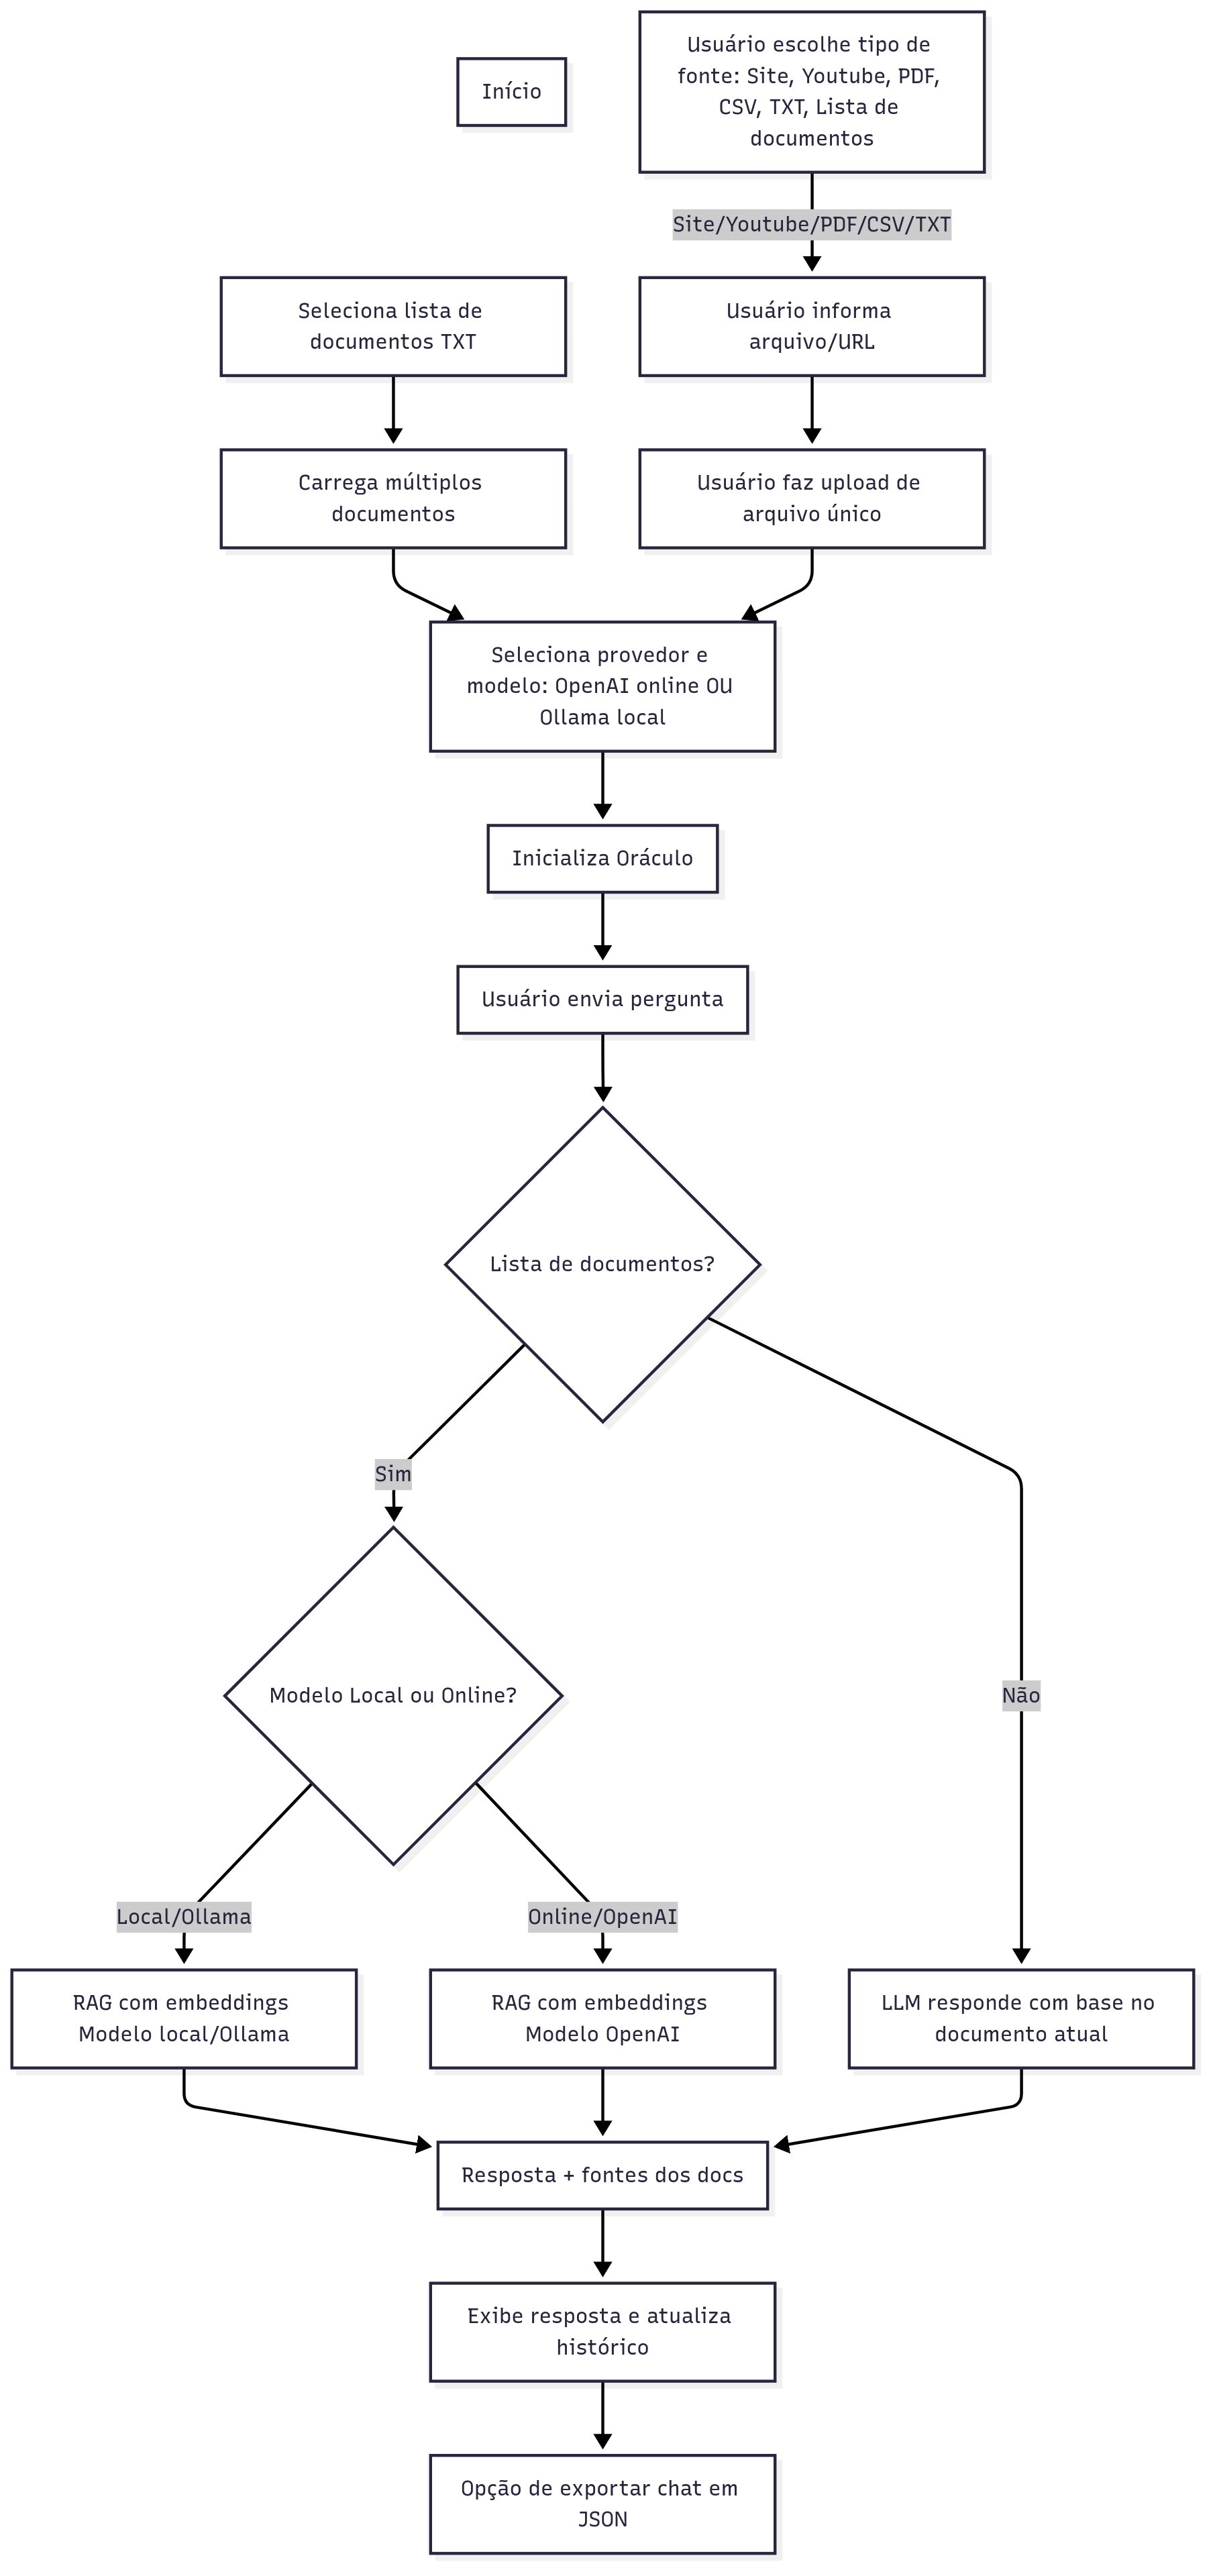 Início
Usuário escolhe tipo de
fonte: Site, Youtube, PDF,
CSV, TXT, Lista de
documentos
Site/Youtube/PDF/CSV/TXT
Seleciona lista de
documentos TXT
Usuário informa
arquivo/URL
Carrega múltiplos
documentos
Usuário faz upload de
arquivo único
Seleciona provedor e
modelo: OpenAI online OU
Ollama local
Inicializa Oráculo
Usuário envia pergunta
Lista de documentos?
Sim
Modelo Local ou Online?
Não
Local/Ollama
Online/OpenAI
RAG com embeddings
Modelo local/Ollama
RAG com embeddings
Modelo OpenAI
LLM responde com base no
documento atual
Resposta + fontes dos docs
Exibe resposta e atualiza
histórico
Opção de exportar chat em
JSON